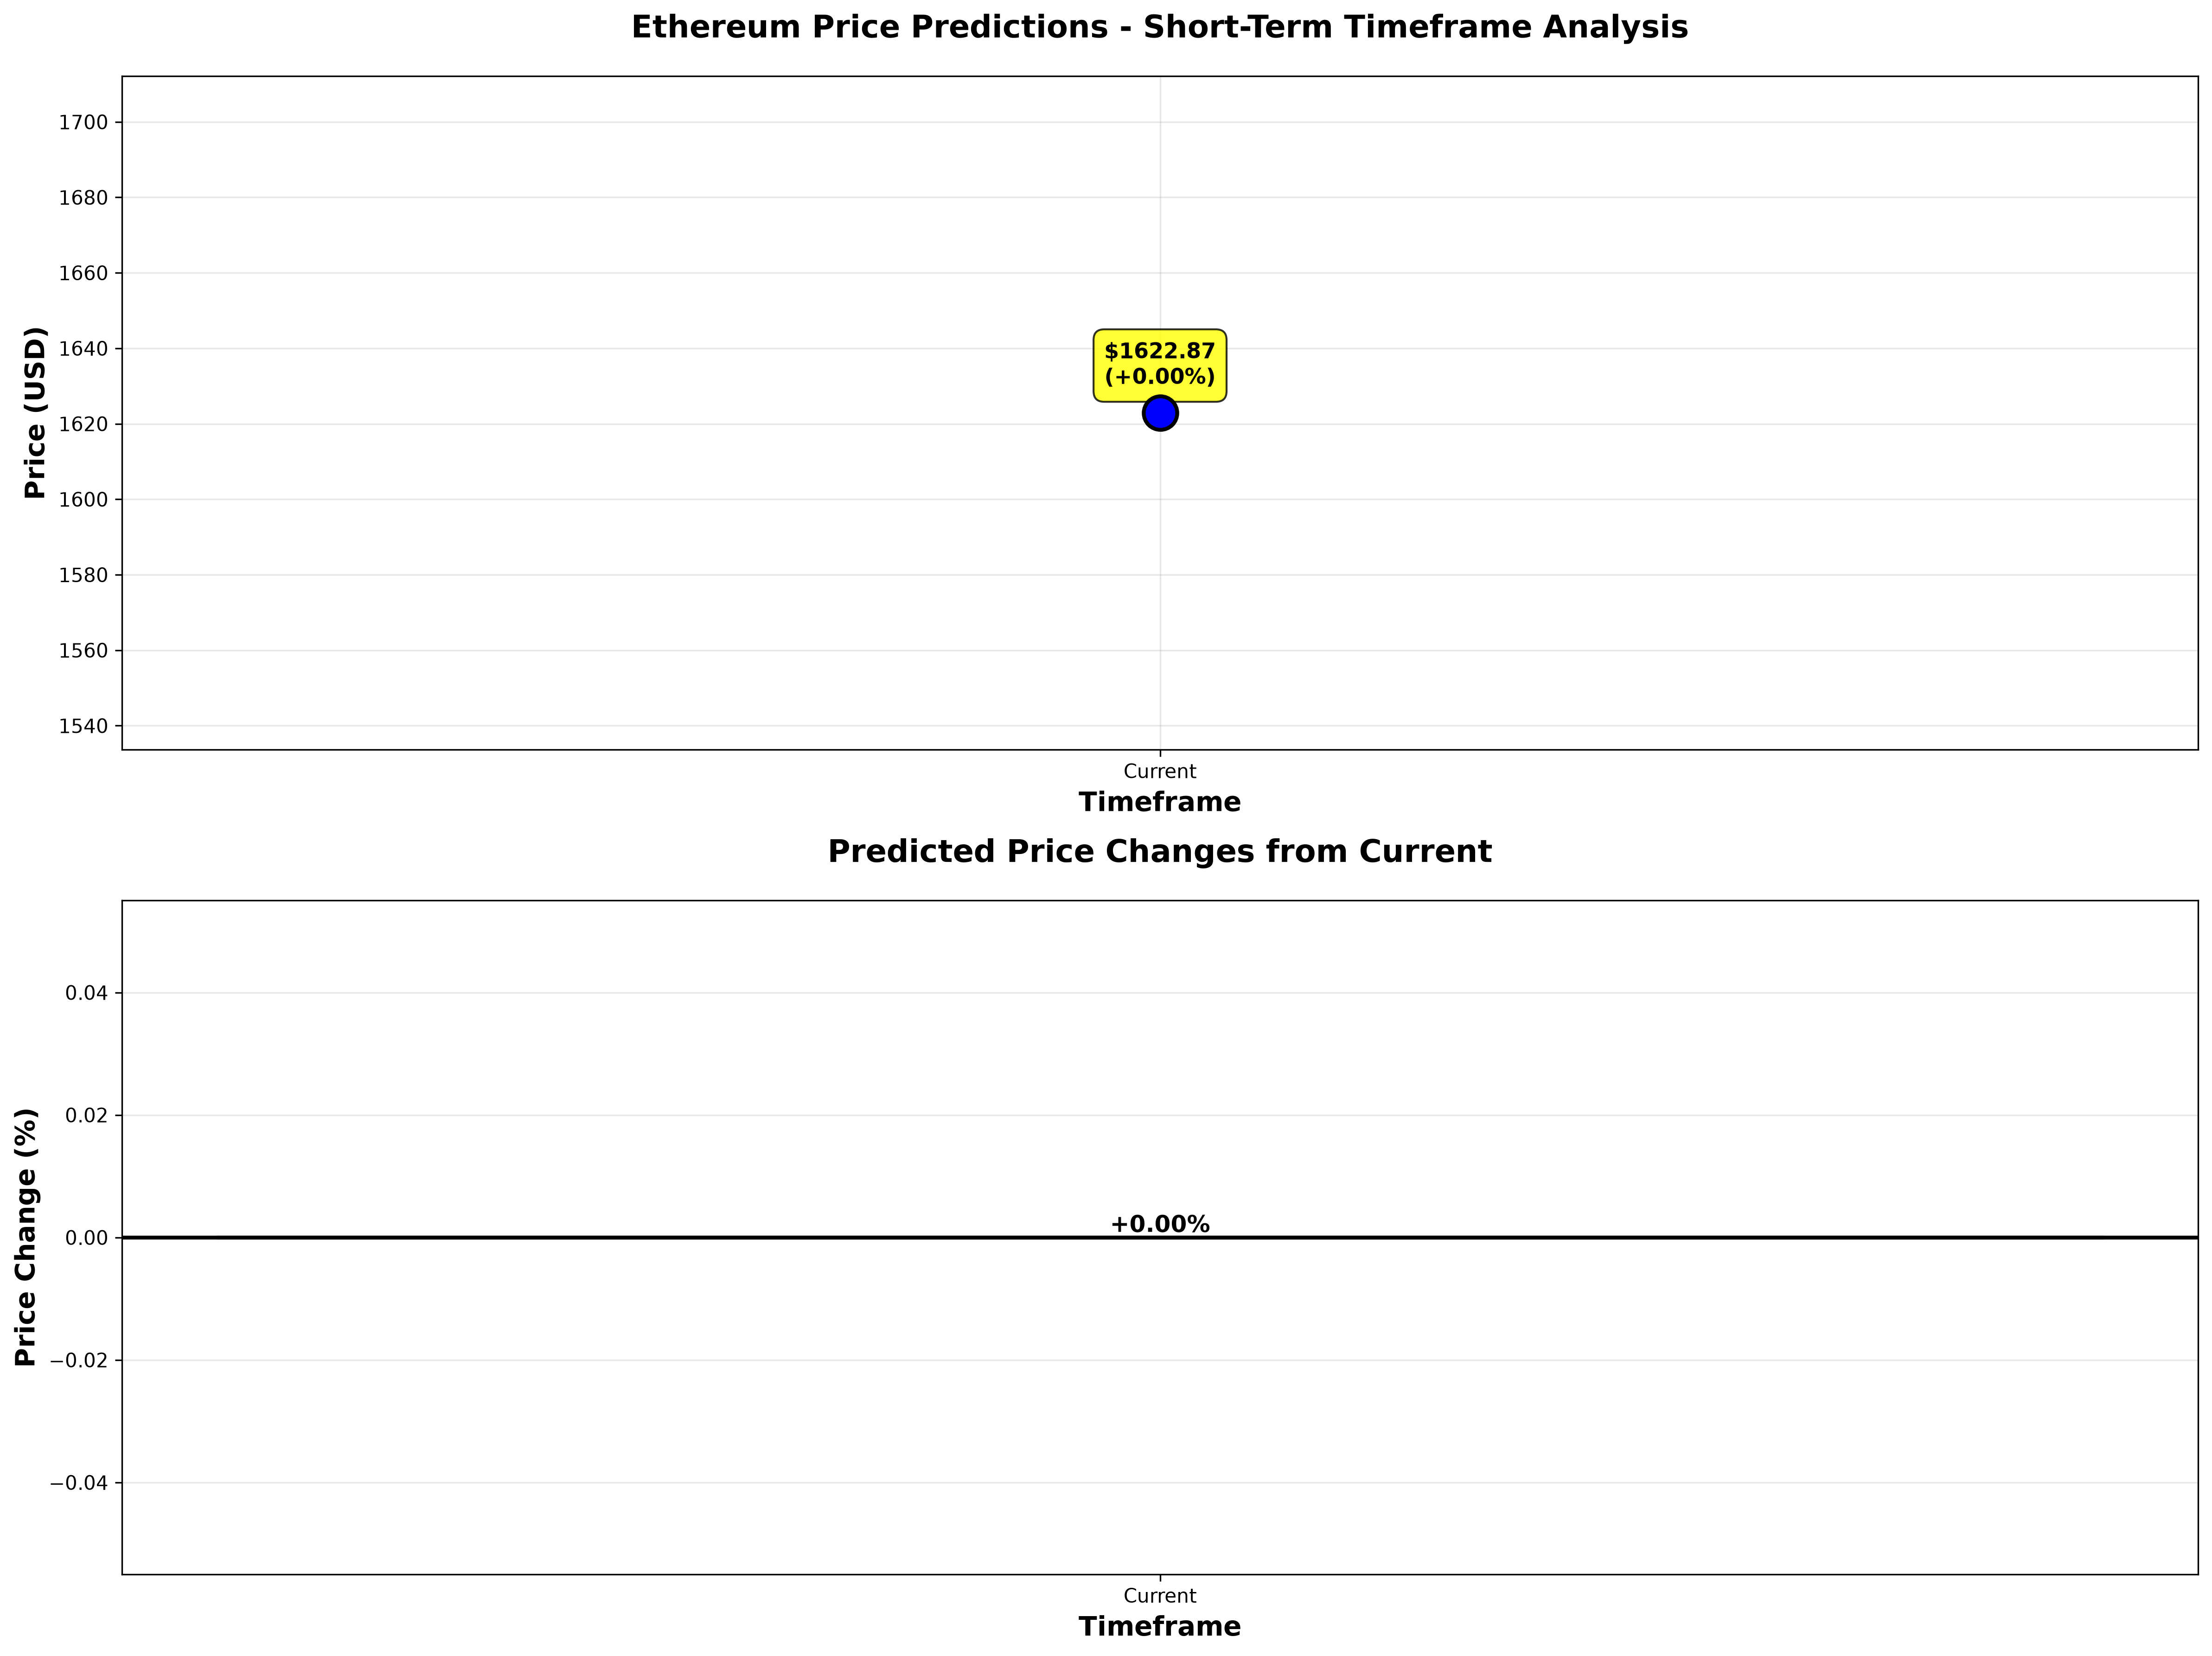 Ethereum Price Predictions - Short-Term Timeframe Analysis
Price (USD)
1700
1680
1660
1640
1620
1600
1580
1560
1540
$1622.87
(+0.00%)
Current
Timeframe
Predicted Price Changes from Current
Price Change (%)
0.04
0.02
0.00
−0.02
−0.04
+0.00%
Current
Timeframe